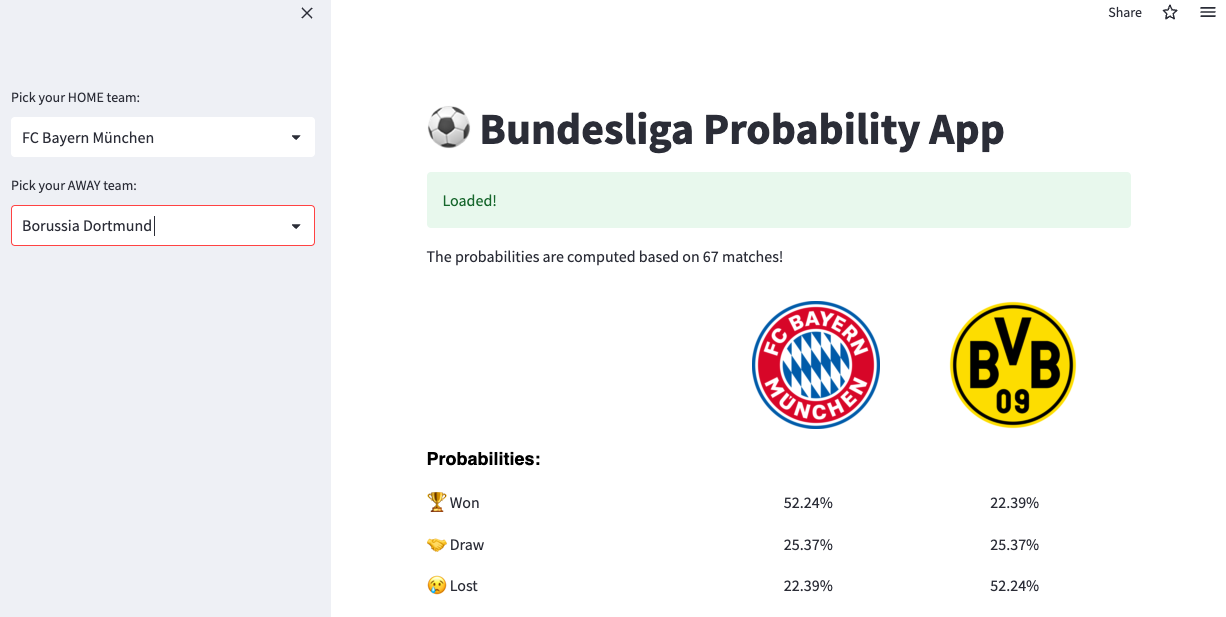 Share
Pick your HOME team:
FC Bayern München
Pick your AWAY team:
Borussia Dortmund
⚽ Bundesliga Probability App
Loaded!
The probabilities are computed based on 67 matches!
FC BAYERN
MÜNCHEN
BVB
09
Probabilities:
🏆 Won 52.24% 22.39%
🤝 Draw 25.37% 25.37%
😢 Lost 22.39% 52.24%